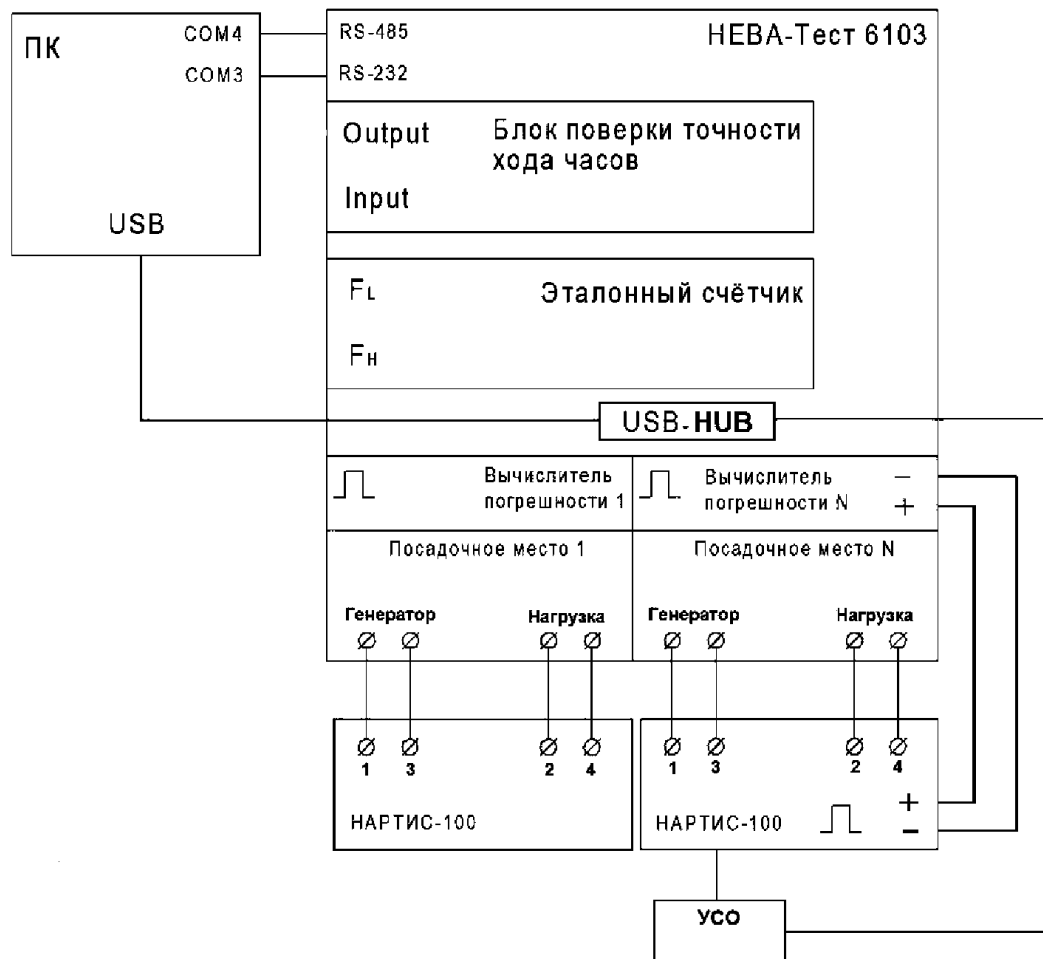 ПК
COM4
COM3
USB
RS-485
НЕВА-Тест 6103
RS-232
Output
Блок поверки точности
хода часов
Input
FL
Эталонный счётчик
FH
USB-HUB
Вычислитель
погрешности 1
Вычислитель
погрешности N
–
+
Посадочное место 1
Посадочное место N
Генератор
Нагрузка
Генератор
Нагрузка
1
3
2
4
НАРТИС-100
1
3
2
4
НАРТИС-100
+
–
УСО